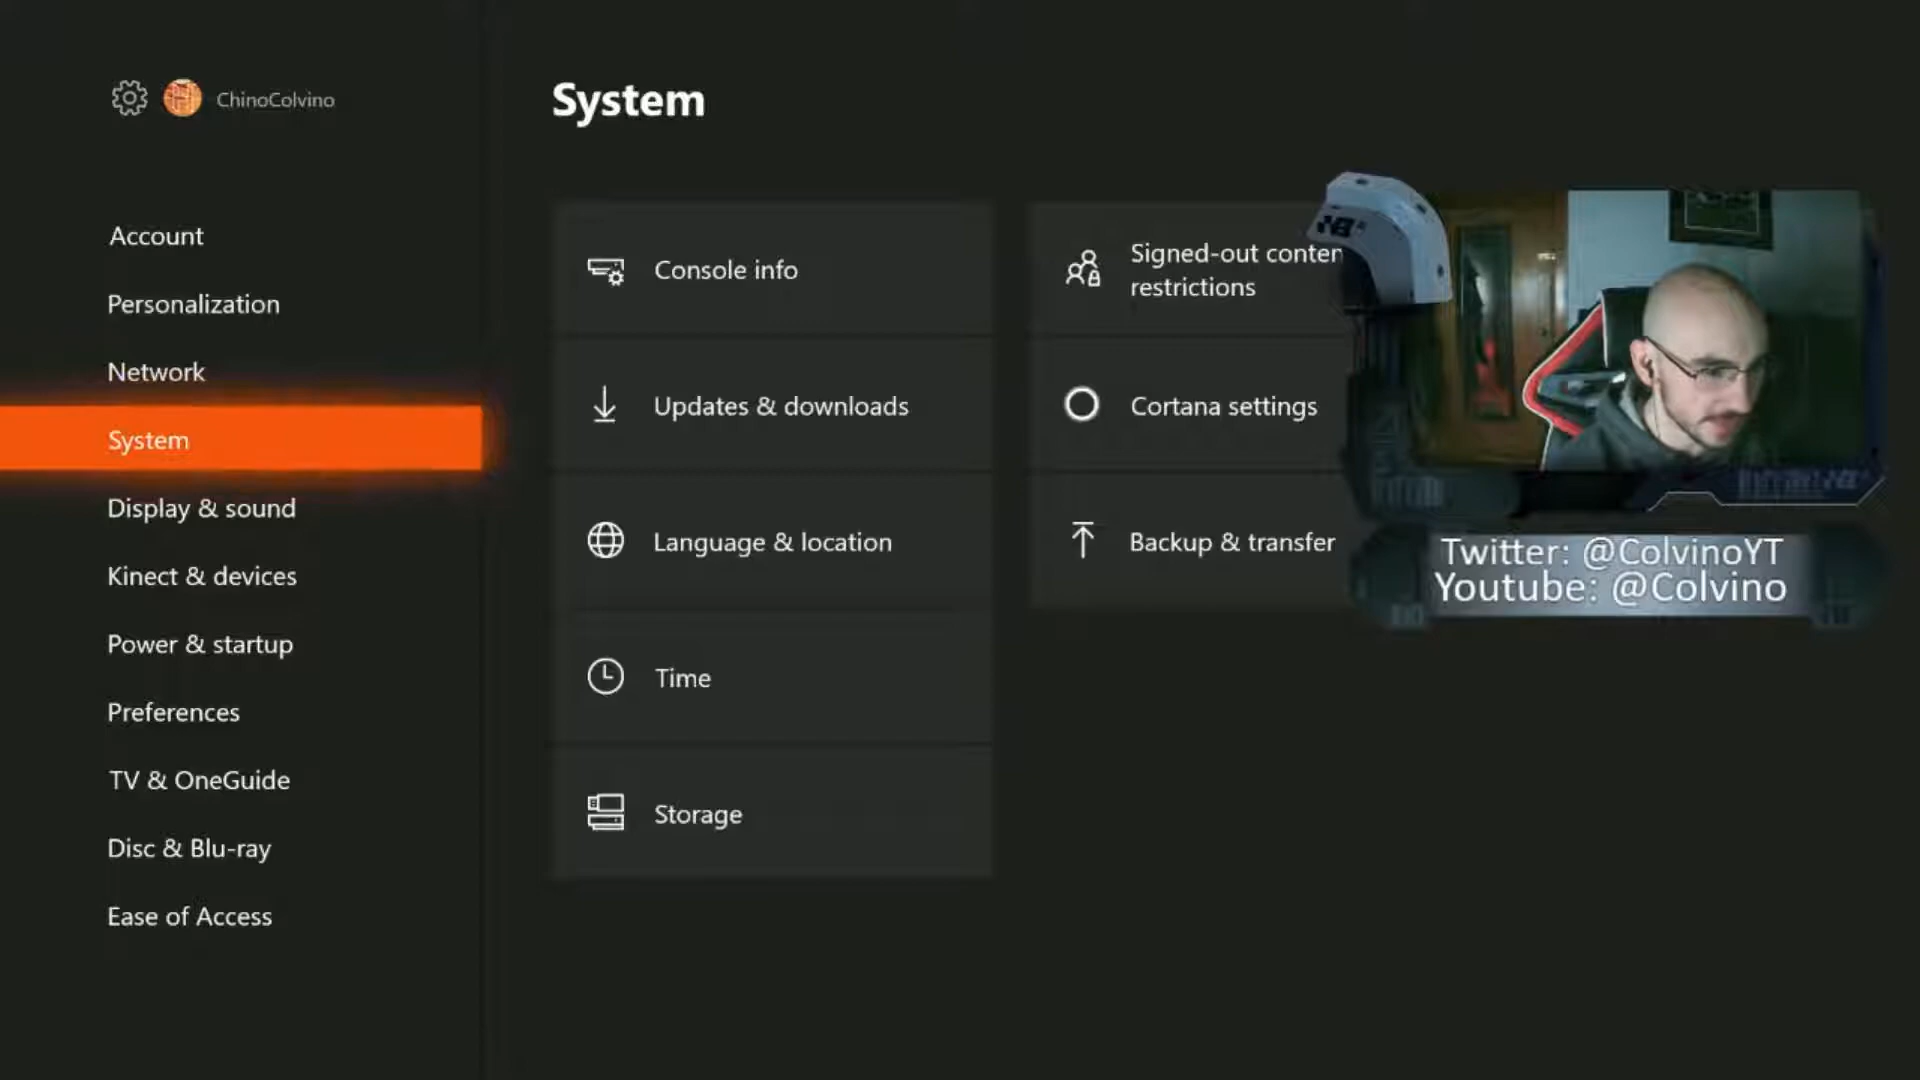 ChinoColvino
System
Account
Personalization
Network
System
Display & sound
Kinect & devices
Power & startup
Preferences
TV & OneGuide
Disc & Blu-ray
Ease of Access
Console info
Updates & downloads
Language & location
Time
Storage
Signed-out conten
restrictions
Cortana settings
Backup & transfer
Twitter: @ColvinoYT
Youtube: @Colvino